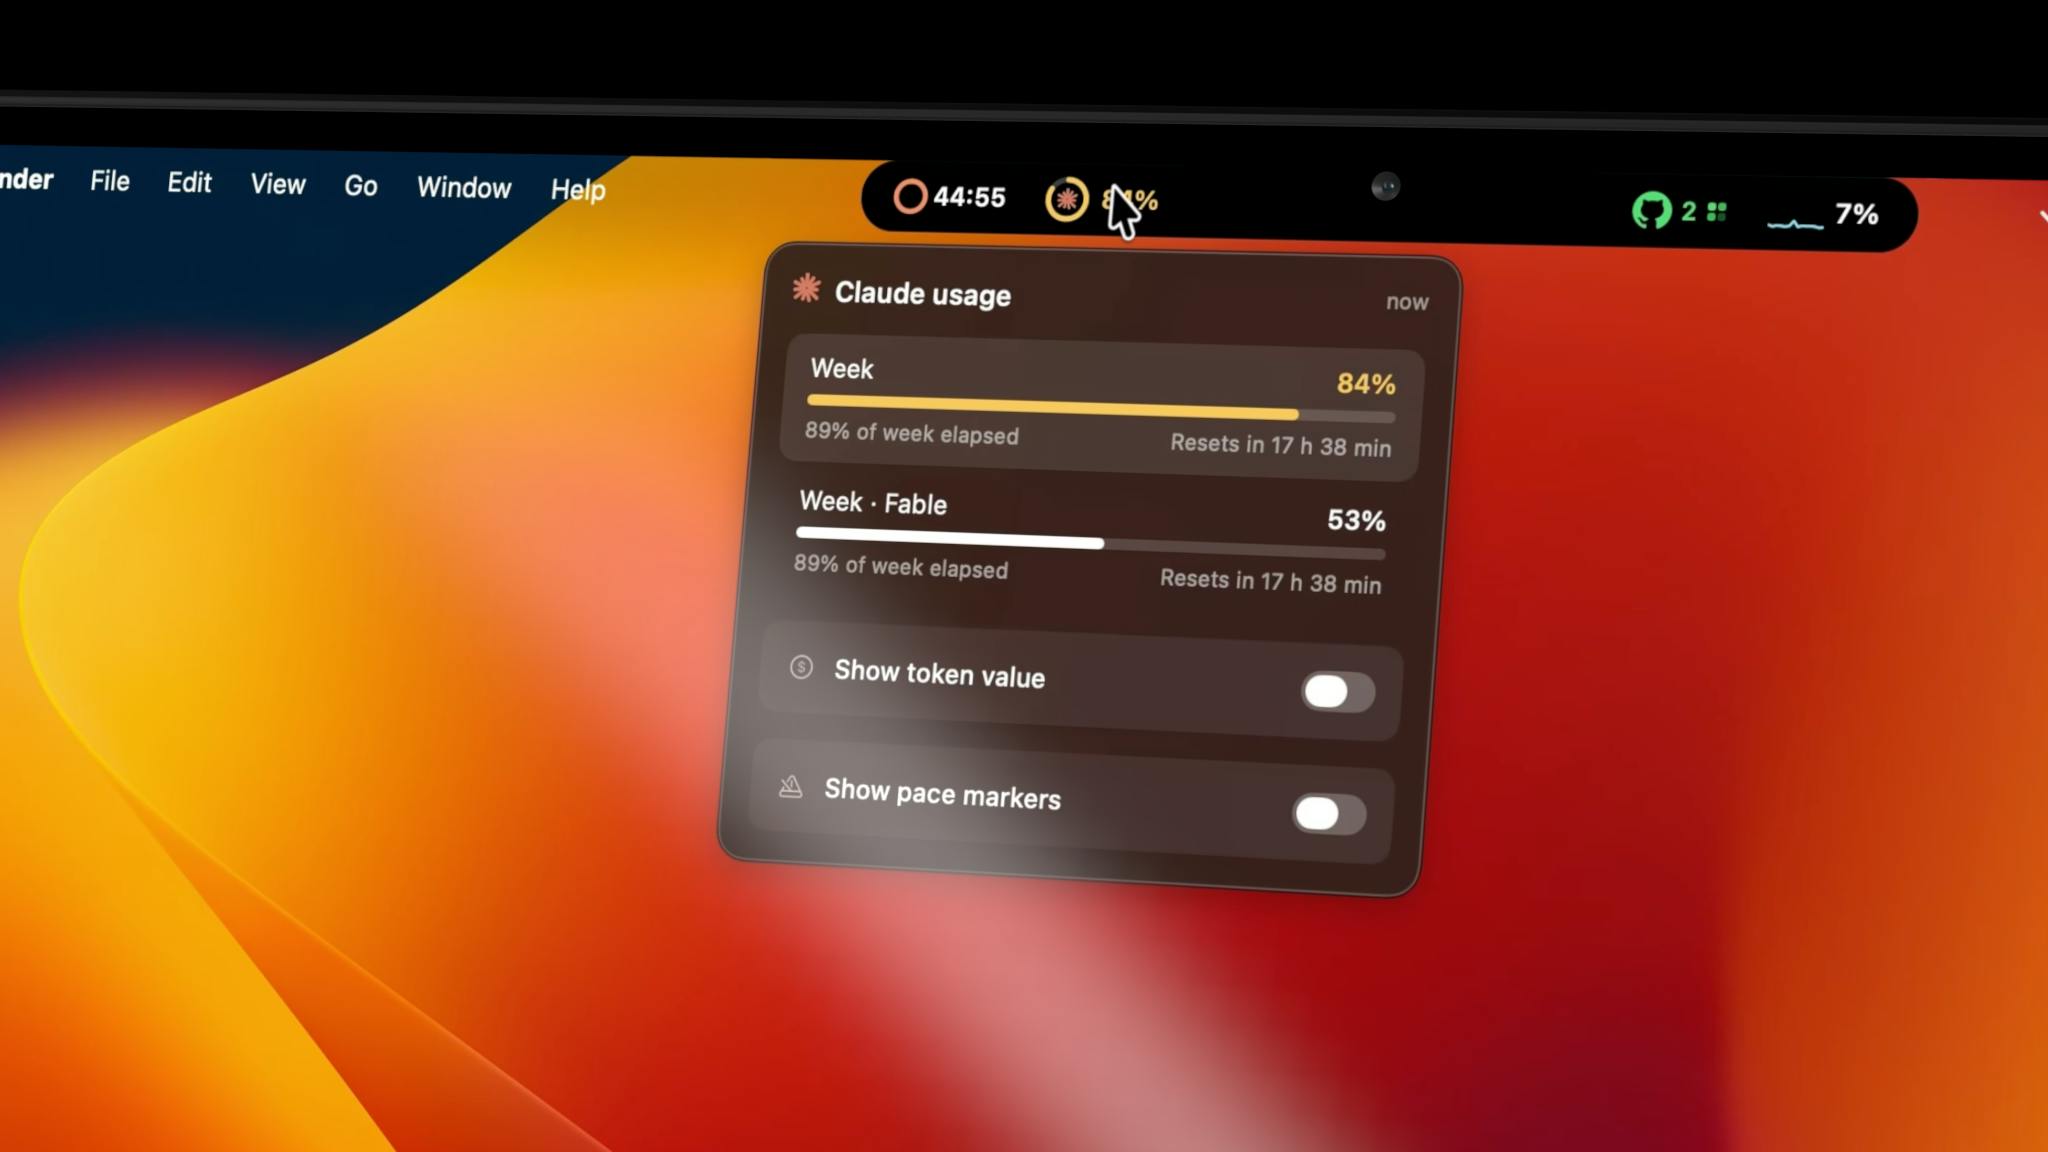 nder File Edit View Go Window Help
44:55 84% 2 7%
Claude usage now
Week 84%
89% of week elapsed Resets in 17 h 38 min
Week · Fable 53%
89% of week elapsed Resets in 17 h 38 min
Show token value
Show pace markers